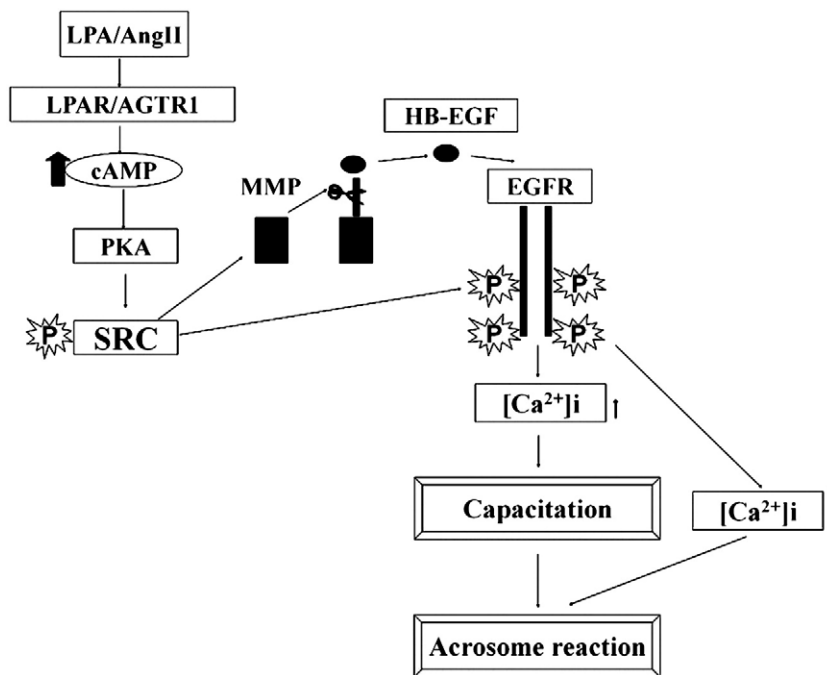 LPA/AngII
LPAR/AGTR1
cAMP
PKA
P
SRC
MMP
HB-EGF
EGFR
P
P
P
P
[Ca²⁺]i
Capacitation
[Ca²⁺]i
Acrosome reaction